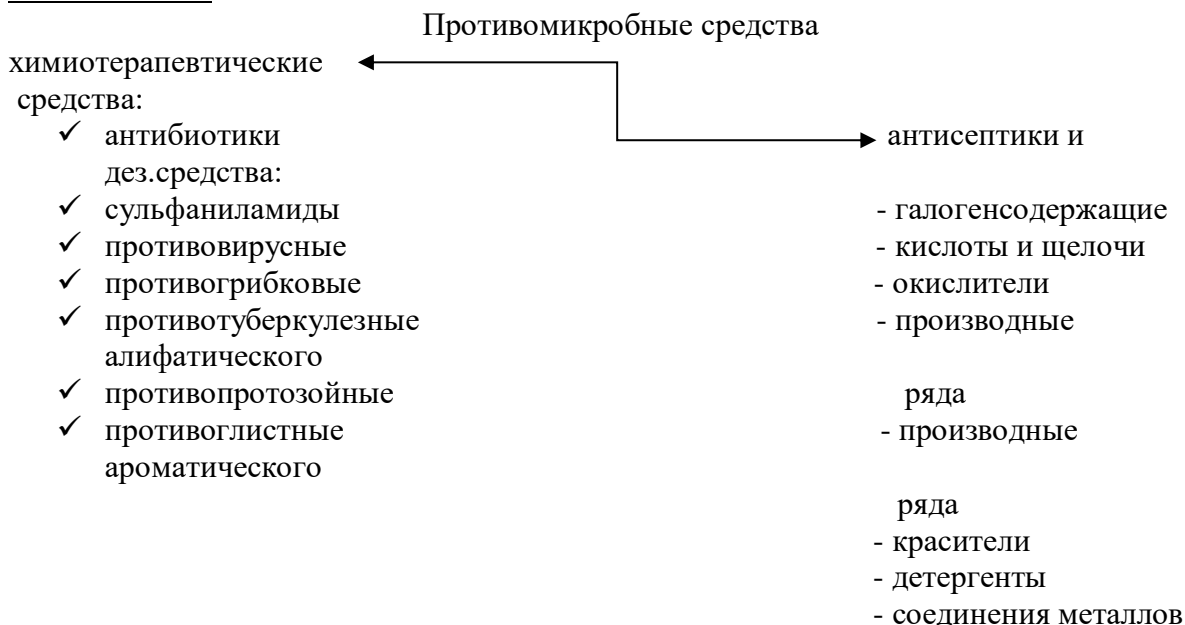 Противомикробные средства
химиотерапевтические
средства:
✓ антибиотики антисептики и
дез.средства:
✓ сульфаниламиды - галогенсодержащие
✓ противовирусные - кислоты и щелочи
✓ противогрибковые - окислители
✓ противотуберкулезные - производные
алифатического
✓ противопротозойные ряда
✓ противоглистные - производные
ароматического
ряда
- красители
- детергенты
- соединения металлов